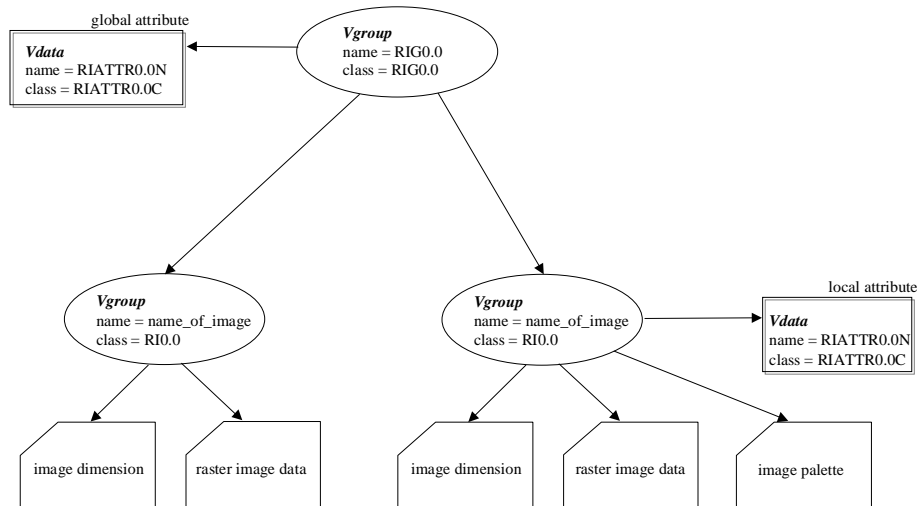 global attribute
Vdata
name = RIATTR0.0N
class = RIATTR0.0C
Vgroup
name = RIG0.0
class = RIG0.0
Vgroup
name = name_of_image
class = RI0.0
Vgroup
name = name_of_image
class = RI0.0
local attribute
Vdata
name = RIATTR0.0N
class = RIATTR0.0C
image dimension
raster image data
image dimension
raster image data
image palette